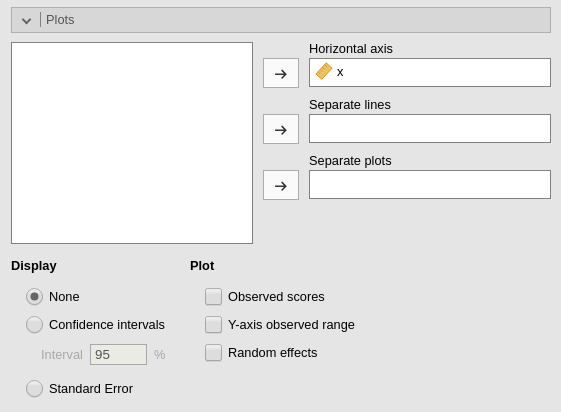 Plots
Horizontal axis
x
Separate lines
Separate plots
Display
Plot
None
Observed scores
Confidence intervals
Y-axis observed range
Interval 95 %
Random effects
Standard Error